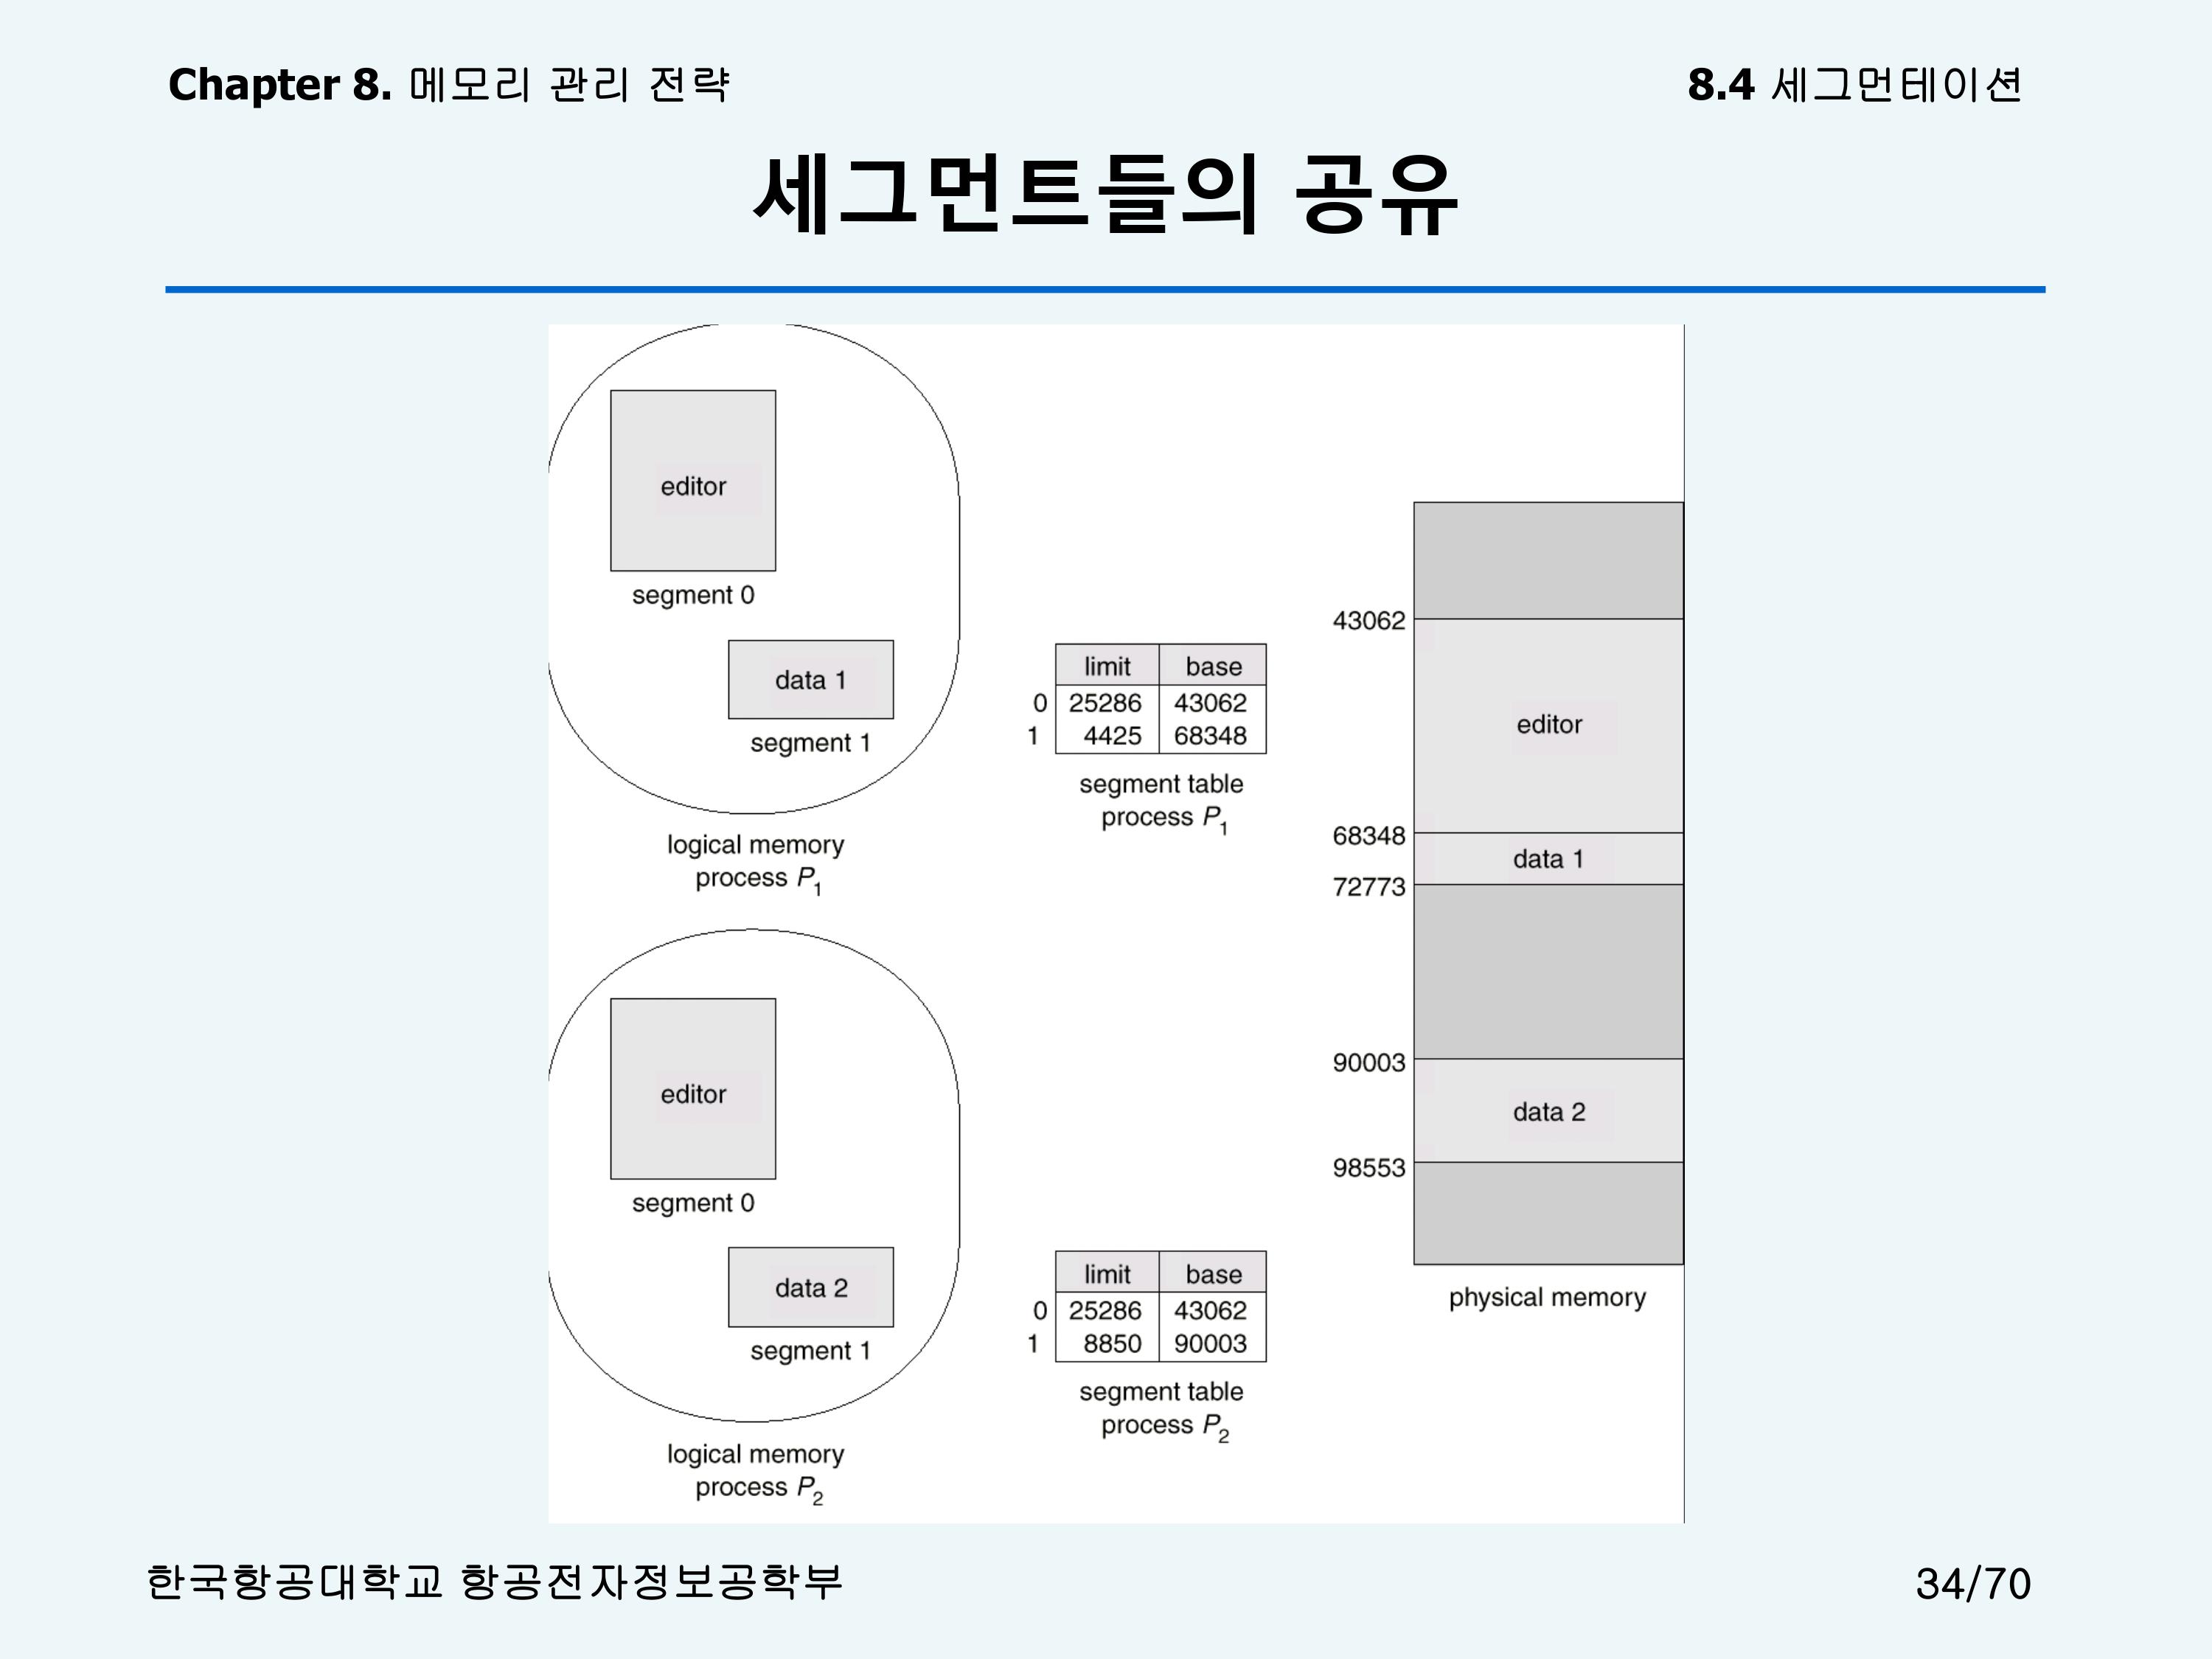 Chapter 8. 메모리 관리 전략
8.4 세그먼테이션
세그먼트들의 공유
editor
segment 0
data 1
segment 1
logical memory
process P1
limit base
0 25286 43062
1 4425 68348
segment table
process P1
editor
segment 0
data 2
segment 1
logical memory
process P2
limit base
0 25286 43062
1 8850 90003
segment table
process P2
43062
editor
68348
data 1
72773
90003
data 2
98553
physical memory
한국항공대학교 항공전자정보공학부
34/70